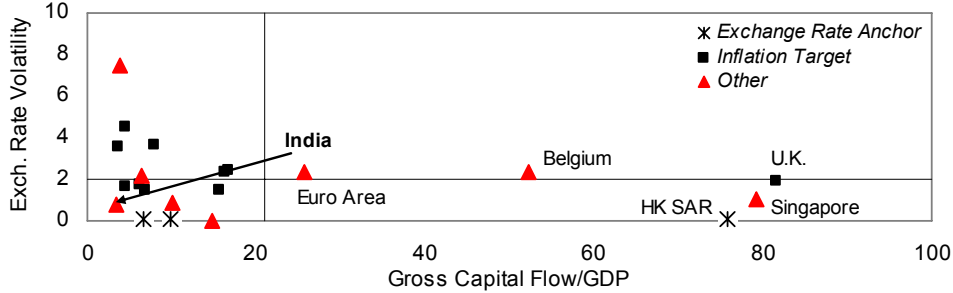 Exch. Rate Volatility
10
8
6
4
2
0
Exchange Rate Anchor
Inflation Target
Other
India
Belgium
U.K.
Euro Area
HK SAR
Singapore
0 20 40 60 80 100
Gross Capital Flow/GDP